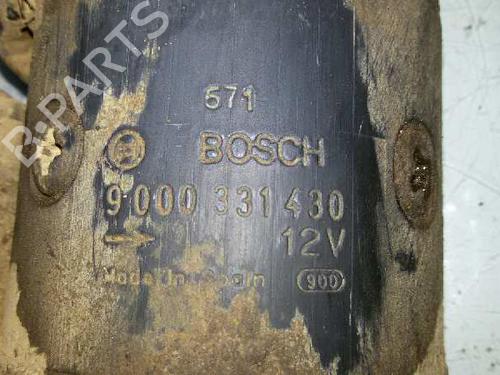 B-PARTS
571
BOSCH
9 000 331 430
12V
Made in Spain
900